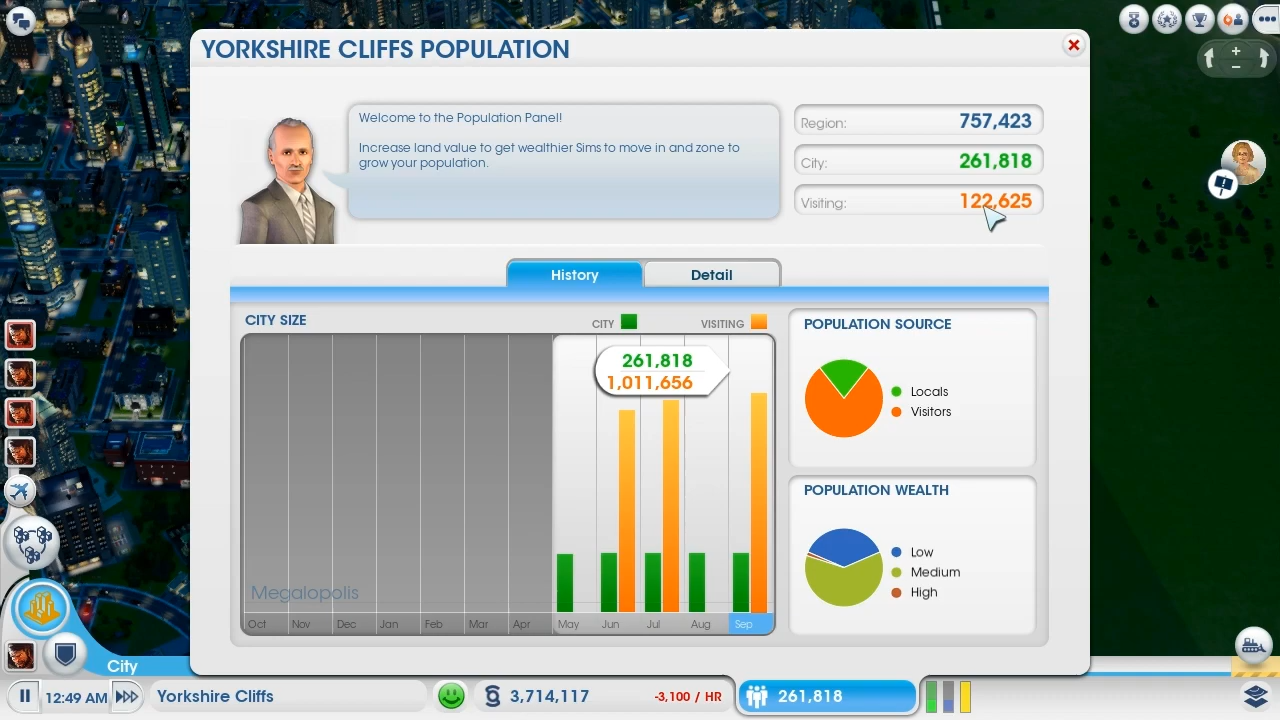 YORKSHIRE CLIFFS POPULATION
Welcome to the Population Panel!
Increase land value to get wealthier Sims to move in and zone to
grow your population.
Region: 757,423
City: 261,818
Visiting: 122,625
History Detail
CITY SIZE
CITY VISITING
261,818
1,011,656
Megalopolis
Oct Nov Dec Jan Feb Mar Apr May Jun Jul Aug Sep
POPULATION SOURCE
Locals
Visitors
POPULATION WEALTH
Low
Medium
High
City
12:49 AM Yorkshire Cliffs 3,714,117 -3,100 / HR 261,818